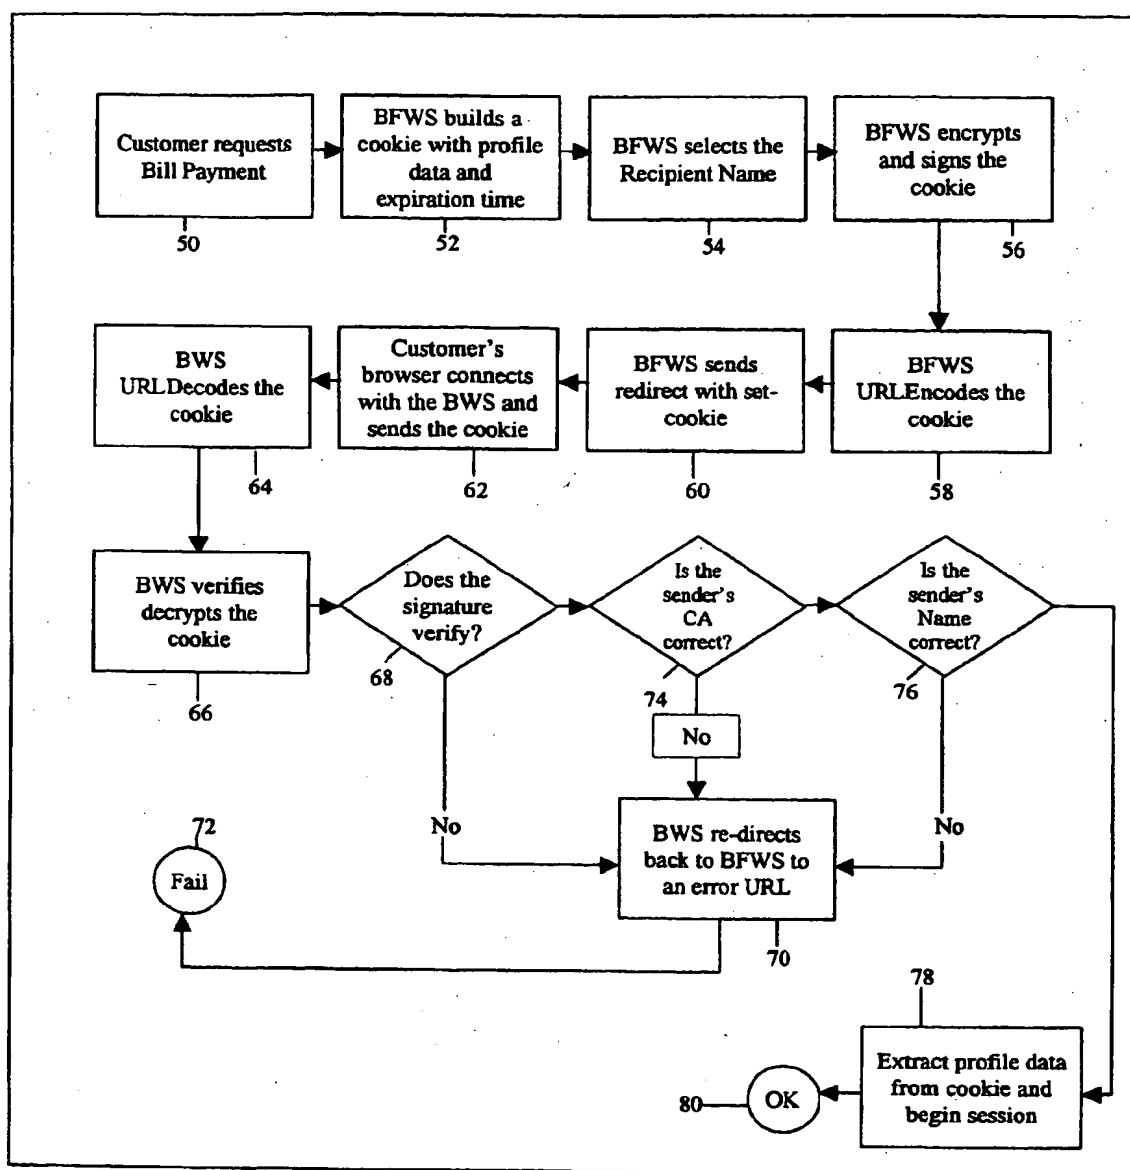 Customer requests
Bill Payment
50
BFWS builds a
cookie with profile
data and
expiration time
52
BFWS selects the
Recipient Name
54
BFWS encrypts
and signs the
cookie
56
BFWS
URLEncodes the
cookie
58
BFWS sends
redirect with set-
cookie
60
Customer's
browser connects
with the BWS and
sends the cookie
62
BWS
URLDecodes the
cookie
64
BWS verifies
decrypts the
cookie
66
Does the
signature
verify?
68
Is the
sender's
CA
correct?
74
Is the
sender's
Name
correct?
76
No
No
No
BWS re-directs
back to BFWS to
an error URL
70
72
Fail
78
Extract profile data
from cookie and
begin session
80
OK